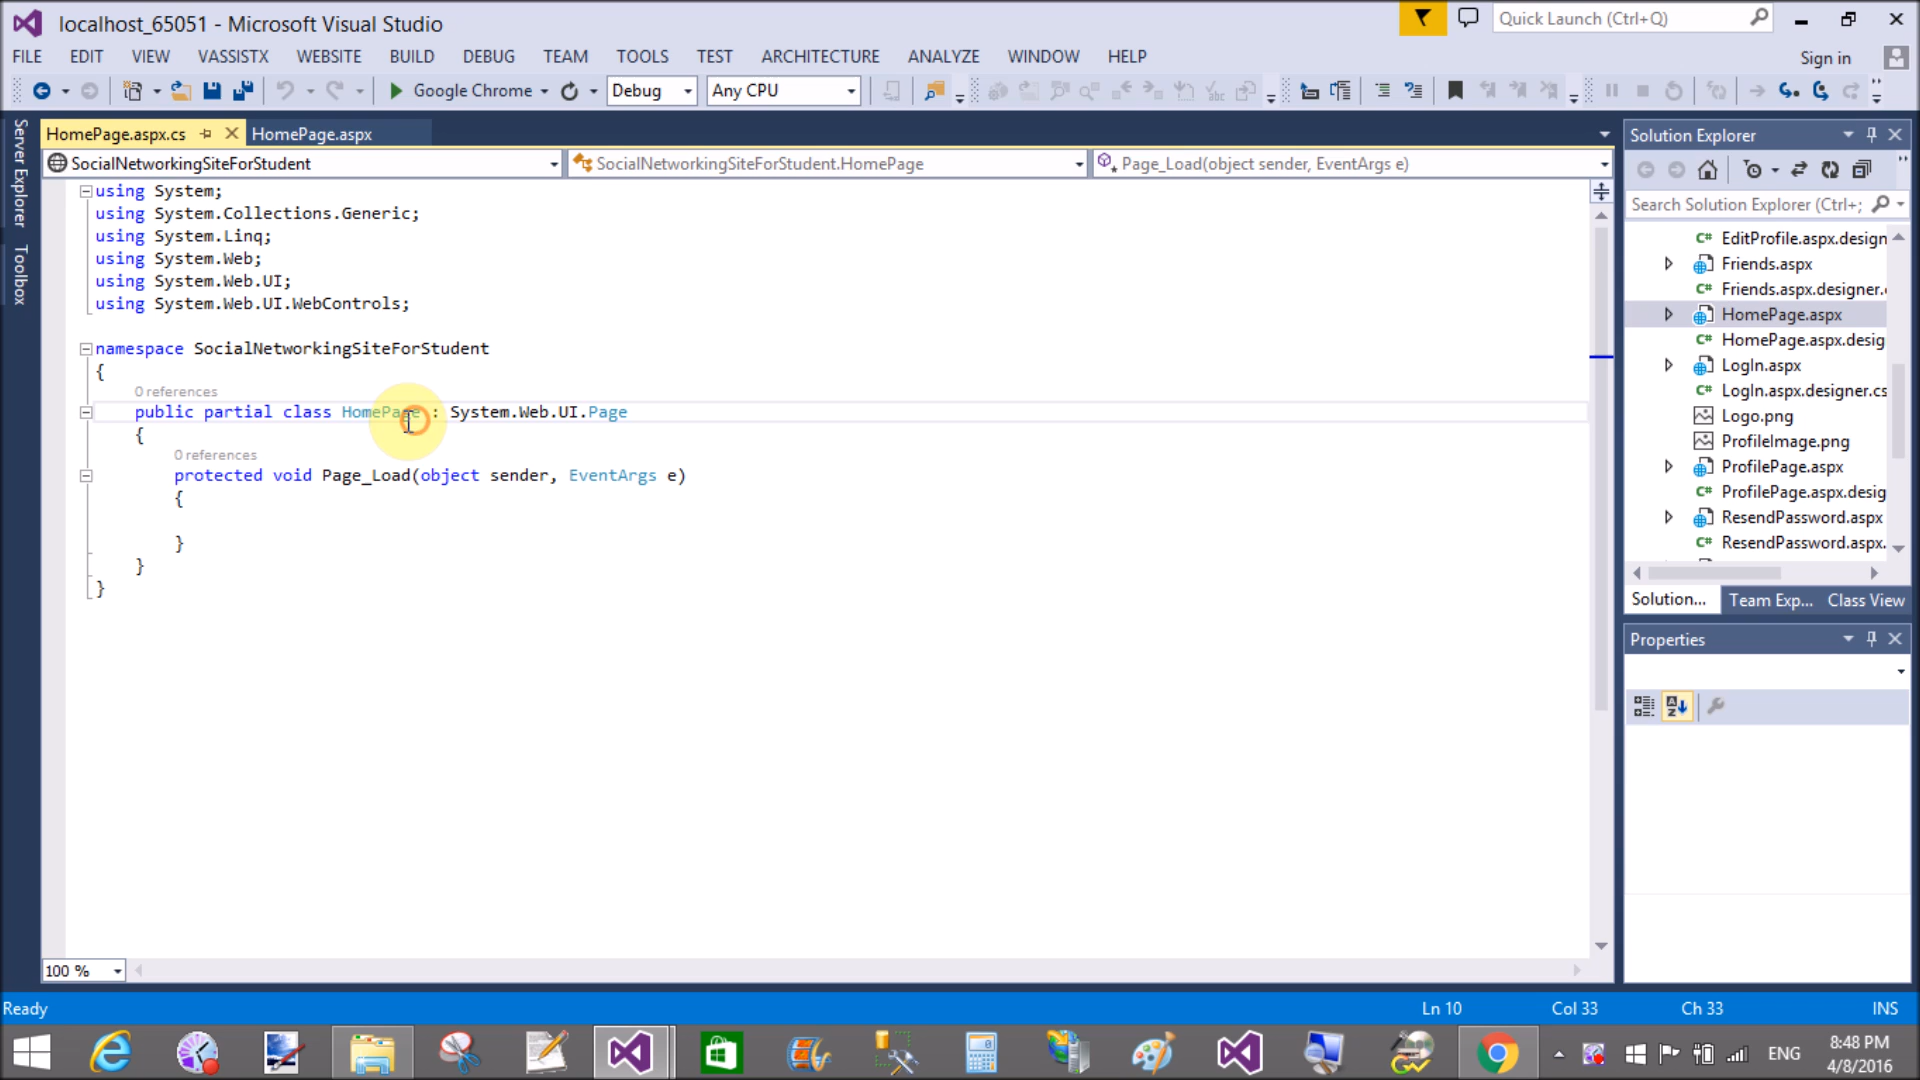 localhost_65051 - Microsoft Visual Studio
Quick Launch (Ctrl+Q)
FILE EDIT VIEW VASSISTX WEBSITE BUILD DEBUG TEAM TOOLS TEST ARCHITECTURE ANALYZE WINDOW HELP
Sign in
Google Chrome Debug Any CPU
Server Explorer
Toolbox
HomePage.aspx.cs HomePage.aspx
SocialNetworkingSiteForStudent SocialNetworkingSiteForStudent.HomePage Page_Load(object sender, EventArgs e)
using System;
using System.Collections.Generic;
using System.Linq;
using System.Web;
using System.Web.UI;
using System.Web.UI.WebControls;
namespace SocialNetworkingSiteForStudent
{
0 references
public partial class HomePage : System.Web.UI.Page
{
0 references
protected void Page_Load(object sender, EventArgs e)
{
}
}
}
100 %
Solution Explorer
Search Solution Explorer (Ctrl+;
EditProfile.aspx.design
Friends.aspx
Friends.aspx.designer.
HomePage.aspx
HomePage.aspx.desig
LogIn.aspx
LogIn.aspx.designer.cs
Logo.png
ProfileImage.png
ProfilePage.aspx
ProfilePage.aspx.desig
ResendPassword.aspx
ResendPassword.aspx.
Solution... Team Exp... Class View
Properties
Ready Ln 10 Col 33 Ch 33 INS
ENG
8:48 PM
4/8/2016